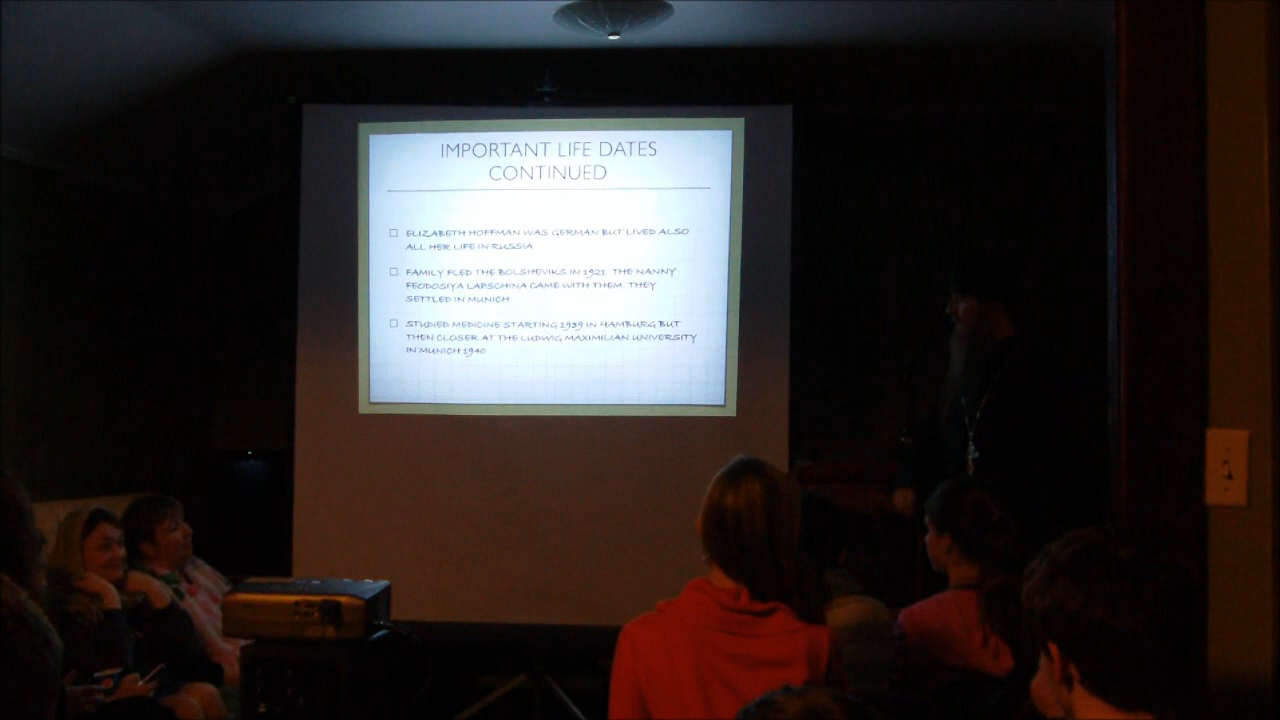 IMPORTANT LIFE DATES
CONTINUED
ELIZABETH HOFFMAN WAS GERMAN BUT LIVED ALSO
ALL HER LIFE IN RUSSIA
FAMILY FLED THE BOLSHEVIKS IN 1921. THE NANNY
FEODOSIYA LAPSCHINA CAME WITH THEM. THEY
SETTLED IN MUNICH
STUDIED MEDICINE STARTING 1939 IN HAMBURG BUT
THEN CLOSER AT THE LUDWIG MAXIMILIAN UNIVERSITY
IN MUNICH 1940